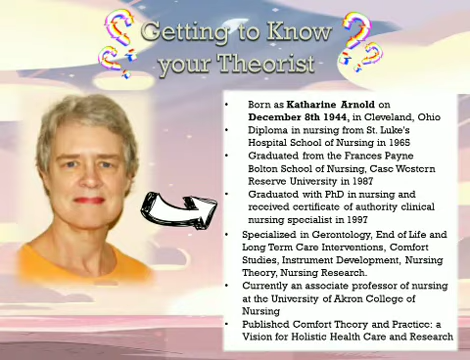 Getting to Know
your Theorist
• Born as Katharine Arnold on
December 8th 1944, in Cleveland, Ohio
• Diploma in nursing from St. Luke's
Hospital School of Nursing in 1965
• Graduated from the Frances Payne
Bolton School of Nursing, Case Western
Reserve University in 1987
• Graduated with PhD in nursing and
received certificate of authority clinical
nursing specialist in 1997
• Specialized in Gerontology, End of Life and
Long Term Care Interventions, Comfort
Studies, Instrument Development, Nursing
Theory, Nursing Research.
• Currently an associate professor of nursing
at the University of Akron College of
Nursing
• Published Comfort Theory and Practice: a
Vision for Holistic Health Care and Research